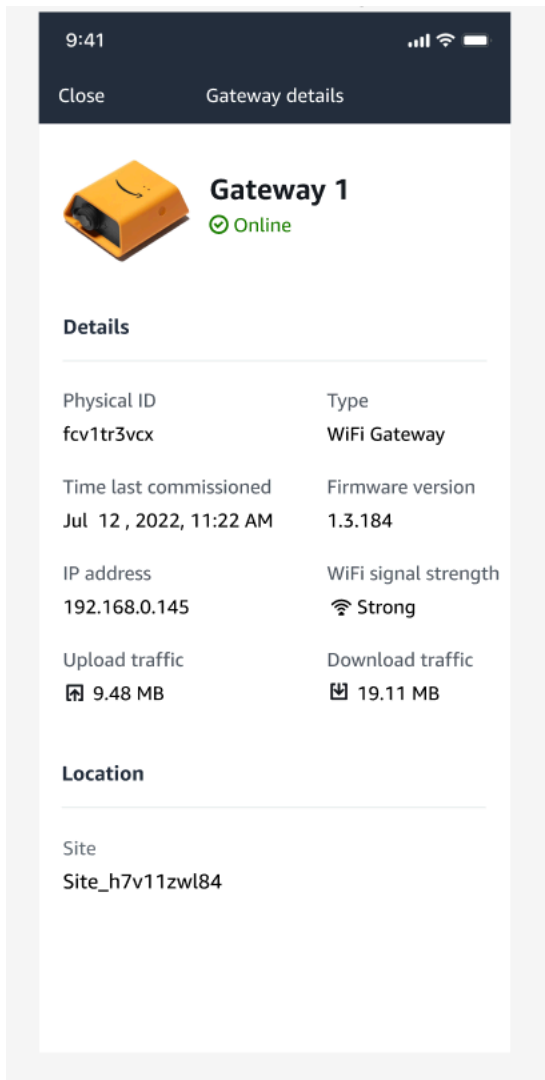 9:41
Close Gateway details
Gateway 1
Online
Details
Physical ID Type
fcv1tr3vcx WiFi Gateway
Time last commissioned Firmware version
Jul 12 , 2022, 11:22 AM 1.3.184
IP address WiFi signal strength
192.168.0.145 Strong
Upload traffic Download traffic
9.48 MB 19.11 MB
Location
Site
Site_h7v11zwl84